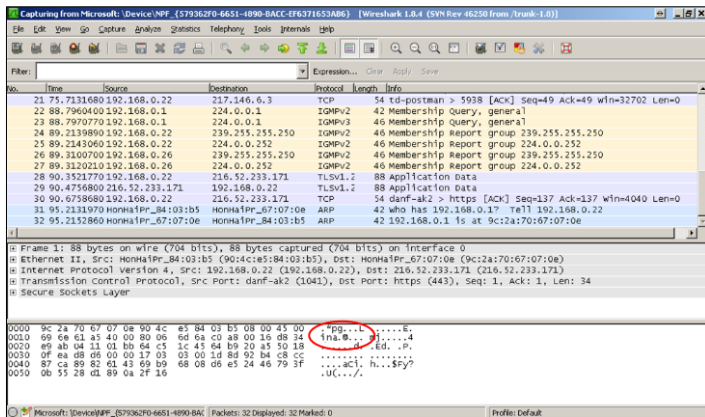 Capturing from Microsoft: \Device\NPF_{579362F0-6651-4890-BACC-EF6371653AB6} [Wireshark 1.8.4 (SVN Rev 46250 from /trunk-1.8)]
File Edit View Go Capture Analyze Statistics Telephony Tools Internals Help
Filter: Expression... Clear Apply Save
No. Time Source Destination Protocol Length Info
21 75.7131680 192.168.0.22 217.146.6.3 TCP 54 td-postman > 5938 [ACK] Seq=49 Ack=49 Win=32702 Len=0
22 88.7960400 192.168.0.1 224.0.0.1 IGMPv2 42 Membership Query, general
23 88.7970770 192.168.0.1 224.0.0.1 IGMPv3 46 Membership Query, general
24 89.2139890 192.168.0.22 239.255.255.250 IGMPv2 46 Membership Report group 239.255.255.250
25 89.2143060 192.168.0.22 224.0.0.252 IGMPv2 46 Membership Report group 224.0.0.252
26 89.3100700 192.168.0.26 239.255.255.250 IGMPv2 46 Membership Report group 239.255.255.250
27 89.3120210 192.168.0.26 224.0.0.252 IGMPv2 46 Membership Report group 224.0.0.252
28 90.3521770 192.168.0.22 216.52.233.171 TLSv1.2 88 Application Data
29 90.4756800 216.52.233.171 192.168.0.22 TLSv1.2 88 Application Data
30 90.6758680 192.168.0.22 216.52.233.171 TCP 54 danf-ak2 > https [ACK] Seq=137 Ack=137 Win=4040 Len=0
31 95.2131970 HonHaiPr_84:03:b5 HonHaiPr_67:07:0e ARP 42 Who has 192.168.0.1? Tell 192.168.0.22
32 95.2152860 HonHaiPr_67:07:0e HonHaiPr_84:03:b5 ARP 42 192.168.0.1 is at 9c:2a:70:67:07:0e
Frame 1: 88 bytes on wire (704 bits), 88 bytes captured (704 bits) on interface 0
Ethernet II, Src: HonHaiPr_84:03:b5 (90:4c:e5:84:03:b5), Dst: HonHaiPr_67:07:0e (9c:2a:70:67:07:0e)
Internet Protocol Version 4, Src: 192.168.0.22 (192.168.0.22), Dst: 216.52.233.171 (216.52.233.171)
Transmission Control Protocol, Src Port: danf-ak2 (1041), Dst Port: https (443), Seq: 1, Ack: 1, Len: 34
Secure Sockets Layer
0000 9c 2a 70 67 07 0e 90 4c e5 84 03 b5 08 00 45 00 .*pg...L ......E.
0010 69 6e 61 a5 40 00 80 06 6d 6a c0 a8 00 16 d8 34 ina.@... mj.....4
0020 e9 ab 04 11 01 bb 64 c5 1c 45 64 b9 20 a5 50 18 ......d. .Ed. .P.
0030 0f ea d8 d6 00 00 17 03 03 00 1d 8d 92 b4 c8 cc ........ ........
0040 87 ca 89 82 61 43 69 b9 68 08 d6 e5 24 46 79 3f ....aCi. h...$Fy?
0050 0b 55 28 d1 89 0a 2f 16 .U(.../.
Microsoft: \Device\NPF_{579362F0-6651-4890-BAC Packets: 32 Displayed: 32 Marked: 0 Profile: Default